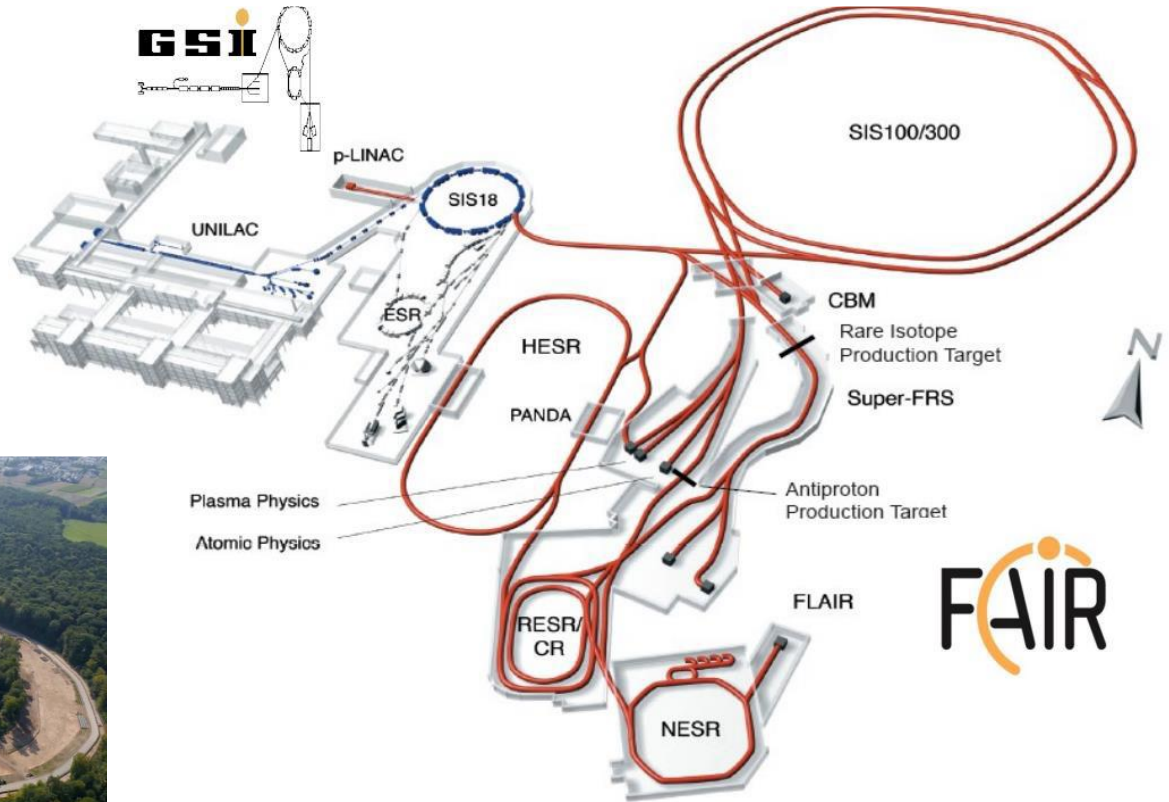 GSI
p-LINAC
SIS100/300
SIS18
UNILAC
ESR
CBM
HESR
Rare Isotope
Production Target
N
Super-FRS
PANDA
Plasma Physics
Antiproton
Production Target
Atomic Physics
FAIR
FLAIR
RESR/
CR
NESR